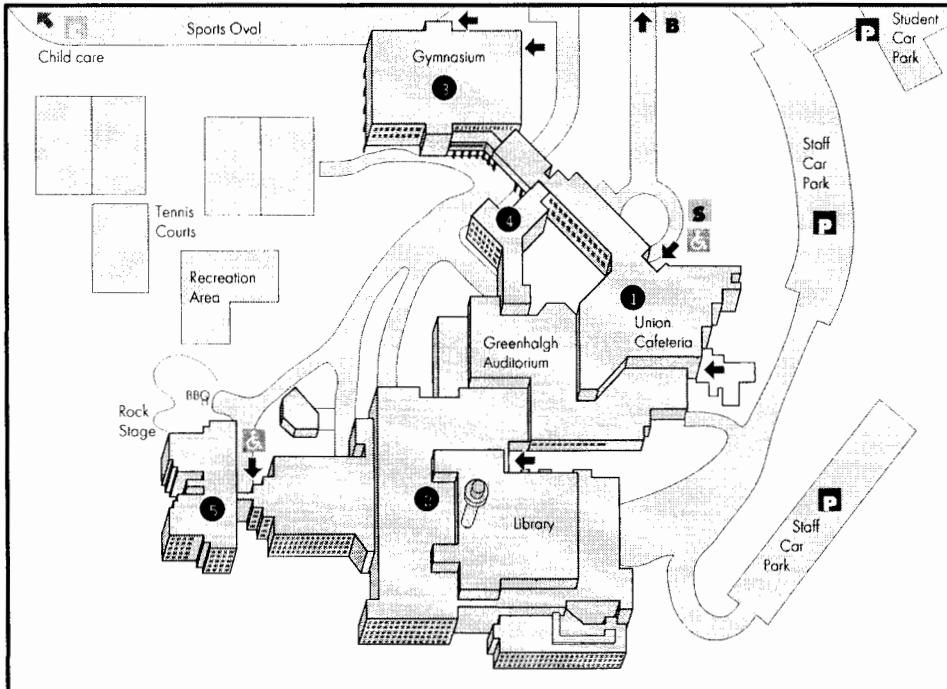 Sports Oval
B
P
Student
Car
Park
Child care
Gymnasium
3
Staff
Car
Park
P
4
S
Tennis
Courts
Recreation
Area
1
Union
Cafeteria
Greenhalgh
Auditorium
BBQ
Rock
Stage
2
5
Library
P
Staff
Car
Park